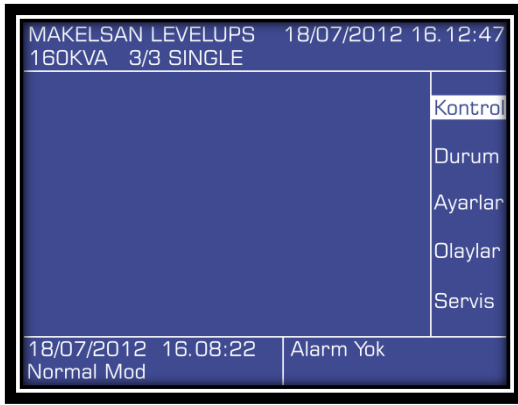 MAKELSAN LEVELUPS 18/07/2012 16.12:47
160KVA 3/3 SINGLE
Kontrol
Durum
Ayarlar
Olaylar
Servis
18/07/2012 16.08:22 Alarm Yok
Normal Mod